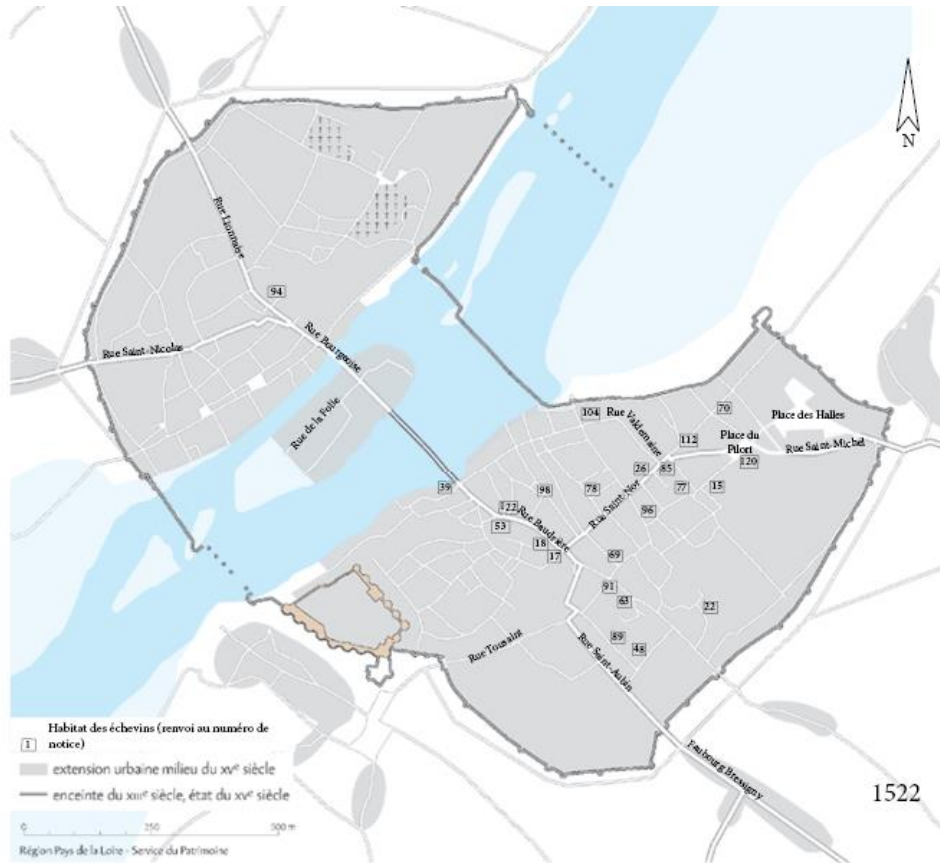 N
Rue Lionnaise
94
Rue Saint-Nicolas
Rue Bourgeoise
Rue de la Folie
104
Rue Valdemaine
70
Place des Halles
112
Place du
Pilori
Rue Saint-Michel
120
26
85
39
98
78
77
15
Rue Saint-Noe
122
96
53
Rue Baudrière
18
17
69
91
63
22
89
48
Rue Toussaint
Rue Saint-Aubin
Faubourg Bressigny
Habitat des échevins (renvoi au numéro de
1
notice)
extension urbaine milieu du XVe siècle
enceinte du XIIIe siècle, état du XVe siècle
0
250
500 m
Région Pays de la Loire - Service du Patrimoine
1522